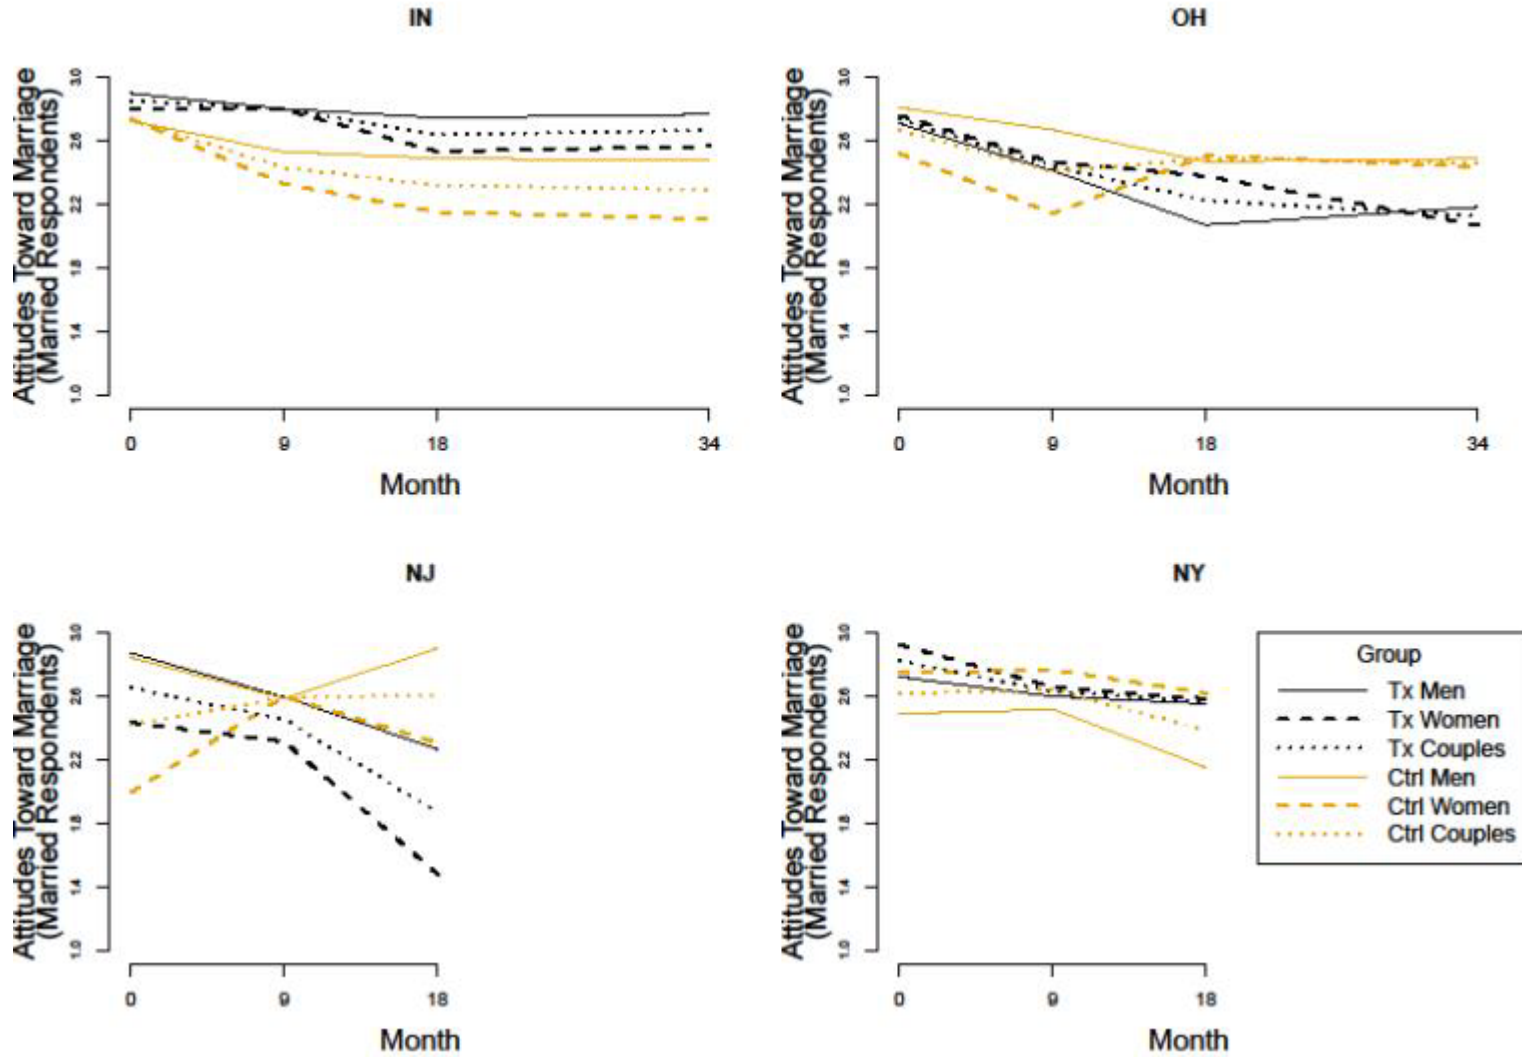 IN
Attitudes Toward Marriage
(Married Respondents)
3.0
2.6
2.2
1.8
1.4
1.0
0 9 18 34
Month
OH
Attitudes Toward Marriage
(Married Respondents)
3.0
2.6
2.2
1.8
1.4
1.0
0 9 18 34
Month
NJ
Attitudes Toward Marriage
(Married Respondents)
3.0
2.6
2.2
1.8
1.4
1.0
0 9 18
Month
NY
Attitudes Toward Marriage
(Married Respondents)
3.0
2.6
2.2
1.8
1.4
1.0
0 9 18
Month
Group
Tx Men
Tx Women
Tx Couples
Ctrl Men
Ctrl Women
Ctrl Couples